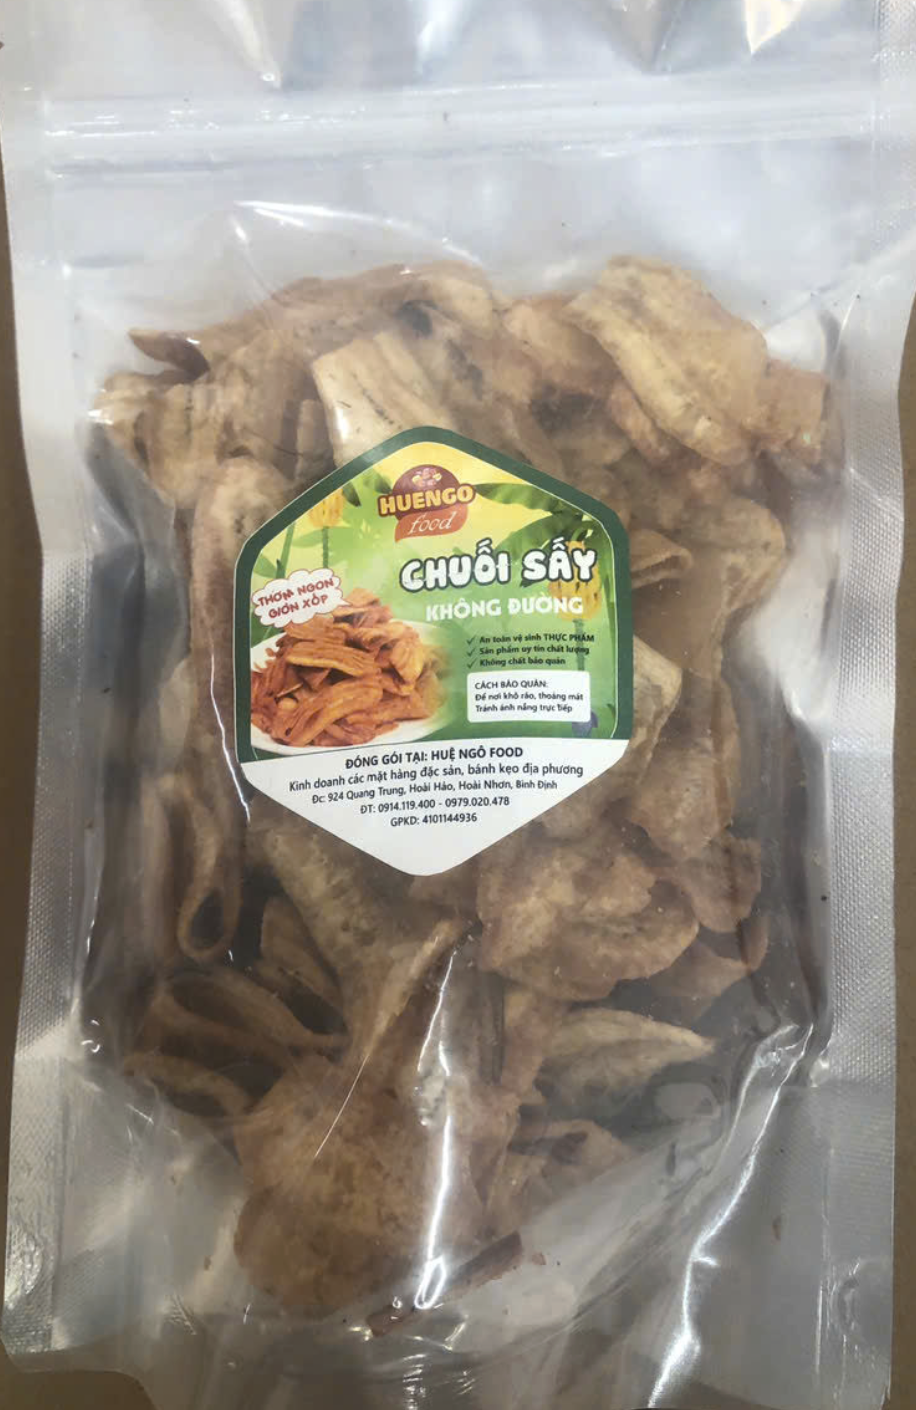 HUENGO
food
CHUỐI SẤY
KHÔNG ĐƯỜNG
THƠM NGON
GIÒN XỐP
✓ An toàn vệ sinh THỰC PHẨM
✓ Sản phẩm uy tín chất lượng
✓ Không chất bảo quản
CÁCH BẢO QUẢN:
Để nơi khô ráo, thoáng mát
Tránh ánh nắng trực tiếp
ĐÓNG GÓI TẠI: HUỆ NGÔ FOOD
Kinh doanh các mặt hàng đặc sản, bánh kẹo địa phương
Đc: 924 Quang Trung, Hoài Hảo, Hoài Nhơn, Bình Định
ĐT: 0914.119.400 - 0979.020.478
GPKD: 4101144936